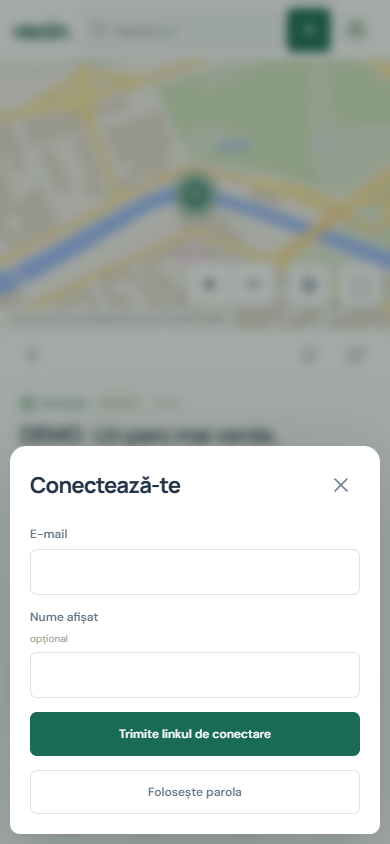 Conectează-te
E-mail
Nume afișat
opțional
Trimite linkul de conectare
Folosește parola